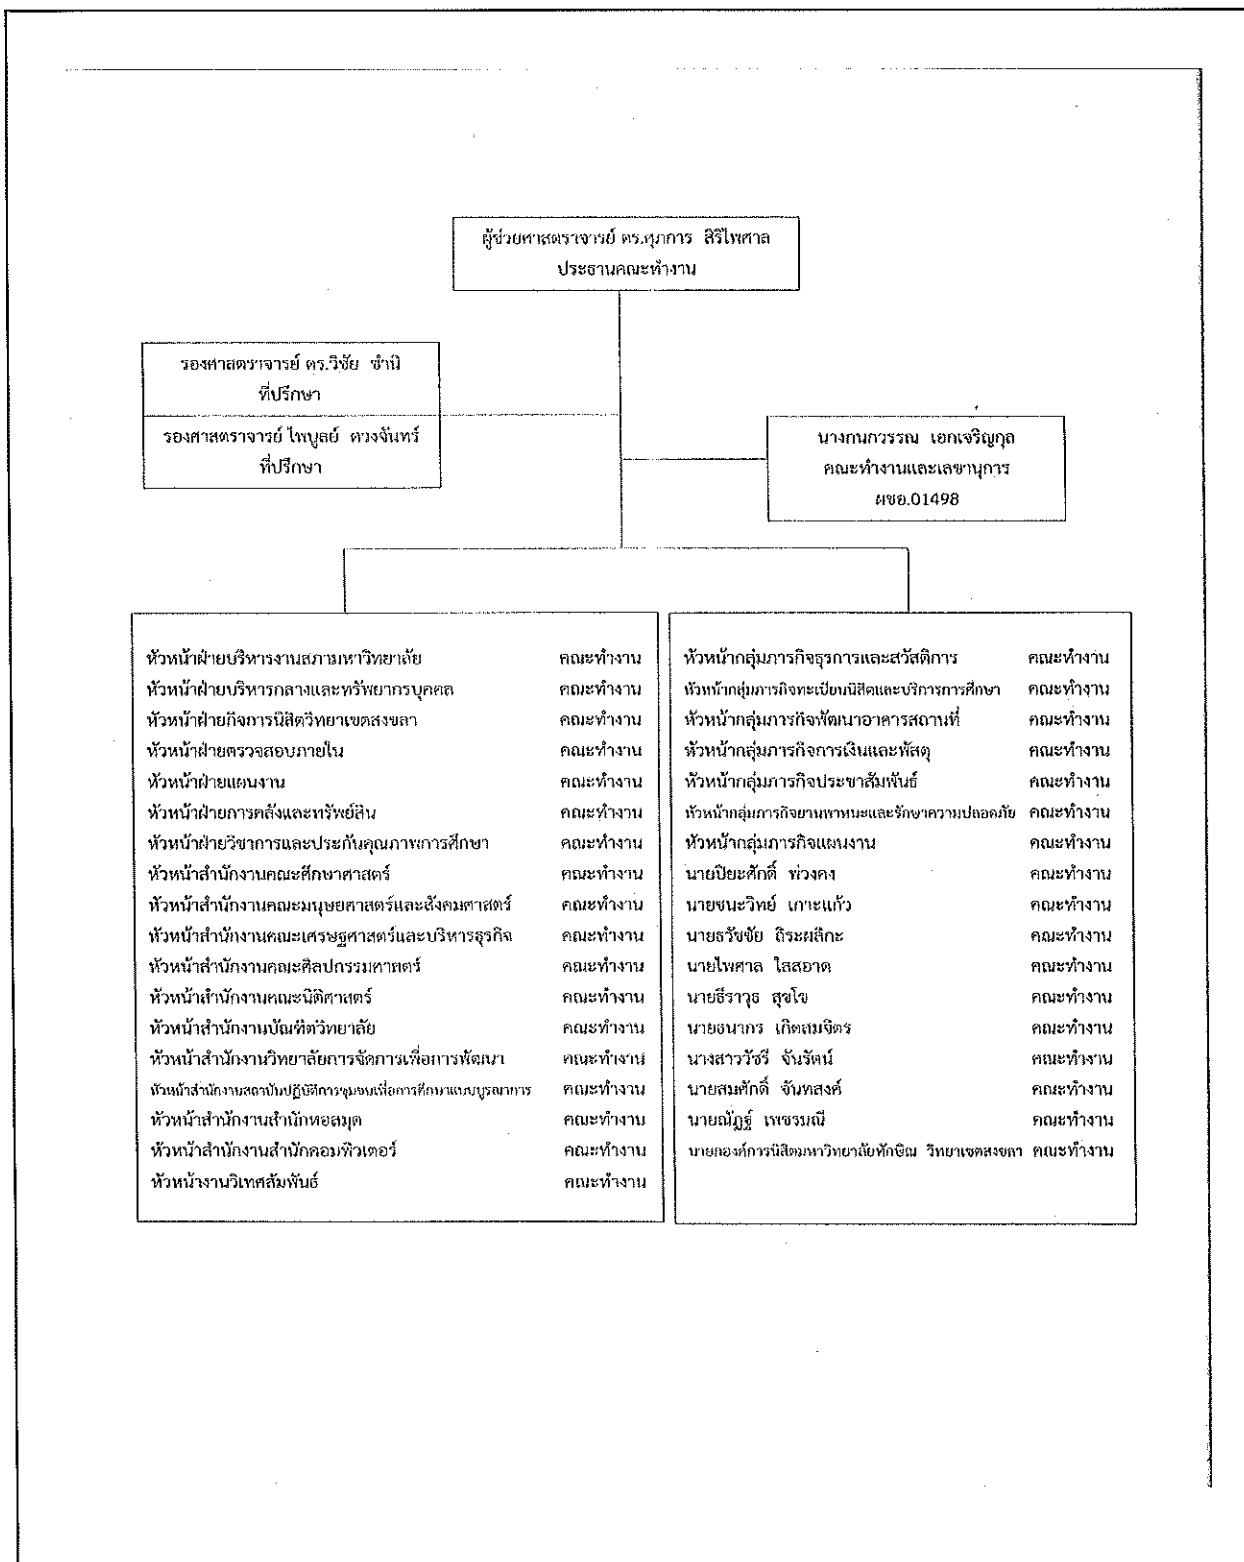 ผู้ช่วยศาสตราจารย์ ดร.ศุภการ สิริไพศาล
ประธานคณะทำงาน
รองศาสตราจารย์ ดร.วิชัย ชำนิ
ที่ปรึกษา
รองศาสตราจารย์ ไพบูลย์ ดวงจันทร์
ที่ปรึกษา
นางกนกวรรณ เอกเจริญกุล
คณะทำงานและเลขานุการ
ผชอ.01498
หัวหน้าฝ่ายบริหารงานสภามหาวิทยาลัย คณะทำงาน
หัวหน้าฝ่ายบริหารกลางและทรัพยากรบุคคล คณะทำงาน
หัวหน้าฝ่ายกิจการนิสิตวิทยาเขตสงขลา คณะทำงาน
หัวหน้าฝ่ายตรวจสอบภายใน คณะทำงาน
หัวหน้าฝ่ายแผนงาน คณะทำงาน
หัวหน้าฝ่ายการคลังและทรัพย์สิน คณะทำงาน
หัวหน้าฝ่ายวิชาการและประกันคุณภาพการศึกษา คณะทำงาน
หัวหน้าสำนักงานคณะศึกษาศาสตร์ คณะทำงาน
หัวหน้าสำนักงานคณะมนุษยศาสตร์และสังคมศาสตร์ คณะทำงาน
หัวหน้าสำนักงานคณะเศรษฐศาสตร์และบริหารธุรกิจ คณะทำงาน
หัวหน้าสำนักงานคณะศิลปกรรมศาสตร์ คณะทำงาน
หัวหน้าสำนักงานคณะนิติศาสตร์ คณะทำงาน
หัวหน้าสำนักงานบัณฑิตวิทยาลัย คณะทำงาน
หัวหน้าสำนักงานวิทยาลัยการจัดการเพื่อการพัฒนา คณะทำงาน
หัวหน้าสำนักงานสถาบันปฏิบัติการชุมชนเพื่อการศึกษาแบบบูรณาการ คณะทำงาน
หัวหน้าสำนักงานสำนักหอสมุด คณะทำงาน
หัวหน้าสำนักงานสำนักคอมพิวเตอร์ คณะทำงาน
หัวหน้างานวิเทศสัมพันธ์ คณะทำงาน
หัวหน้ากลุ่มภารกิจธุรการและสวัสดิการ คณะทำงาน
หัวหน้ากลุ่มภารกิจทะเบียนนิสิตและบริการการศึกษา คณะทำงาน
หัวหน้ากลุ่มภารกิจพัฒนาอาคารสถานที่ คณะทำงาน
หัวหน้ากลุ่มภารกิจการเงินและพัสดุ คณะทำงาน
หัวหน้ากลุ่มภารกิจประชาสัมพันธ์ คณะทำงาน
หัวหน้ากลุ่มภารกิจยานพาหนะและรักษาความปลอดภัย คณะทำงาน
หัวหน้ากลุ่มภารกิจแผนงาน คณะทำงาน
นายปิยะศักดิ์ พ่วงคง คณะทำงาน
นายชนะวิทย์ เกาะแก้ว คณะทำงาน
นายธวัชชัย ถิระผลิกะ คณะทำงาน
นายไพศาล ใสสอาด คณะทำงาน
นายธีราวุธ สุขโข คณะทำงาน
นายธนากร เกิดสมจิตร คณะทำงาน
นางสาววัชรี จันรัตน์ คณะทำงาน
นายสมศักดิ์ จันทสงค์ คณะทำงาน
นายณัฏฐ์ เพชรมณี คณะทำงาน
นายกองค์การนิสิตมหาวิทยาลัยทักษิณ วิทยาเขตสงขลา คณะทำงาน